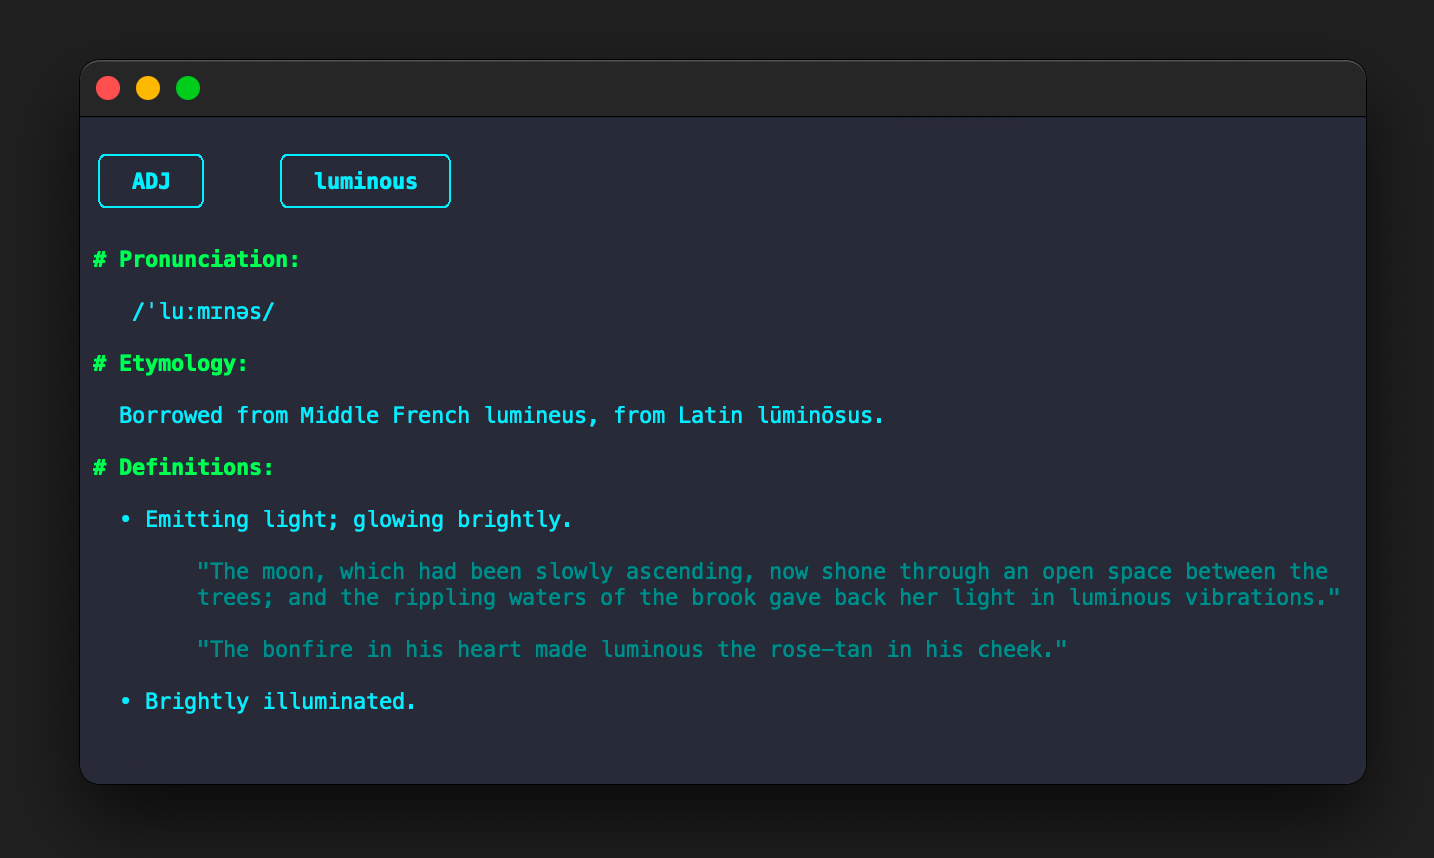 ADJ luminous
# Pronunciation:
/ˈluːmɪnəs/
# Etymology:
Borrowed from Middle French lumineus, from Latin lūminōsus.
# Definitions:
• Emitting light; glowing brightly.
"The moon, which had been slowly ascending, now shone through an open space between the
trees; and the rippling waters of the brook gave back her light in luminous vibrations."
"The bonfire in his heart made luminous the rose–tan in his cheek."
• Brightly illuminated.